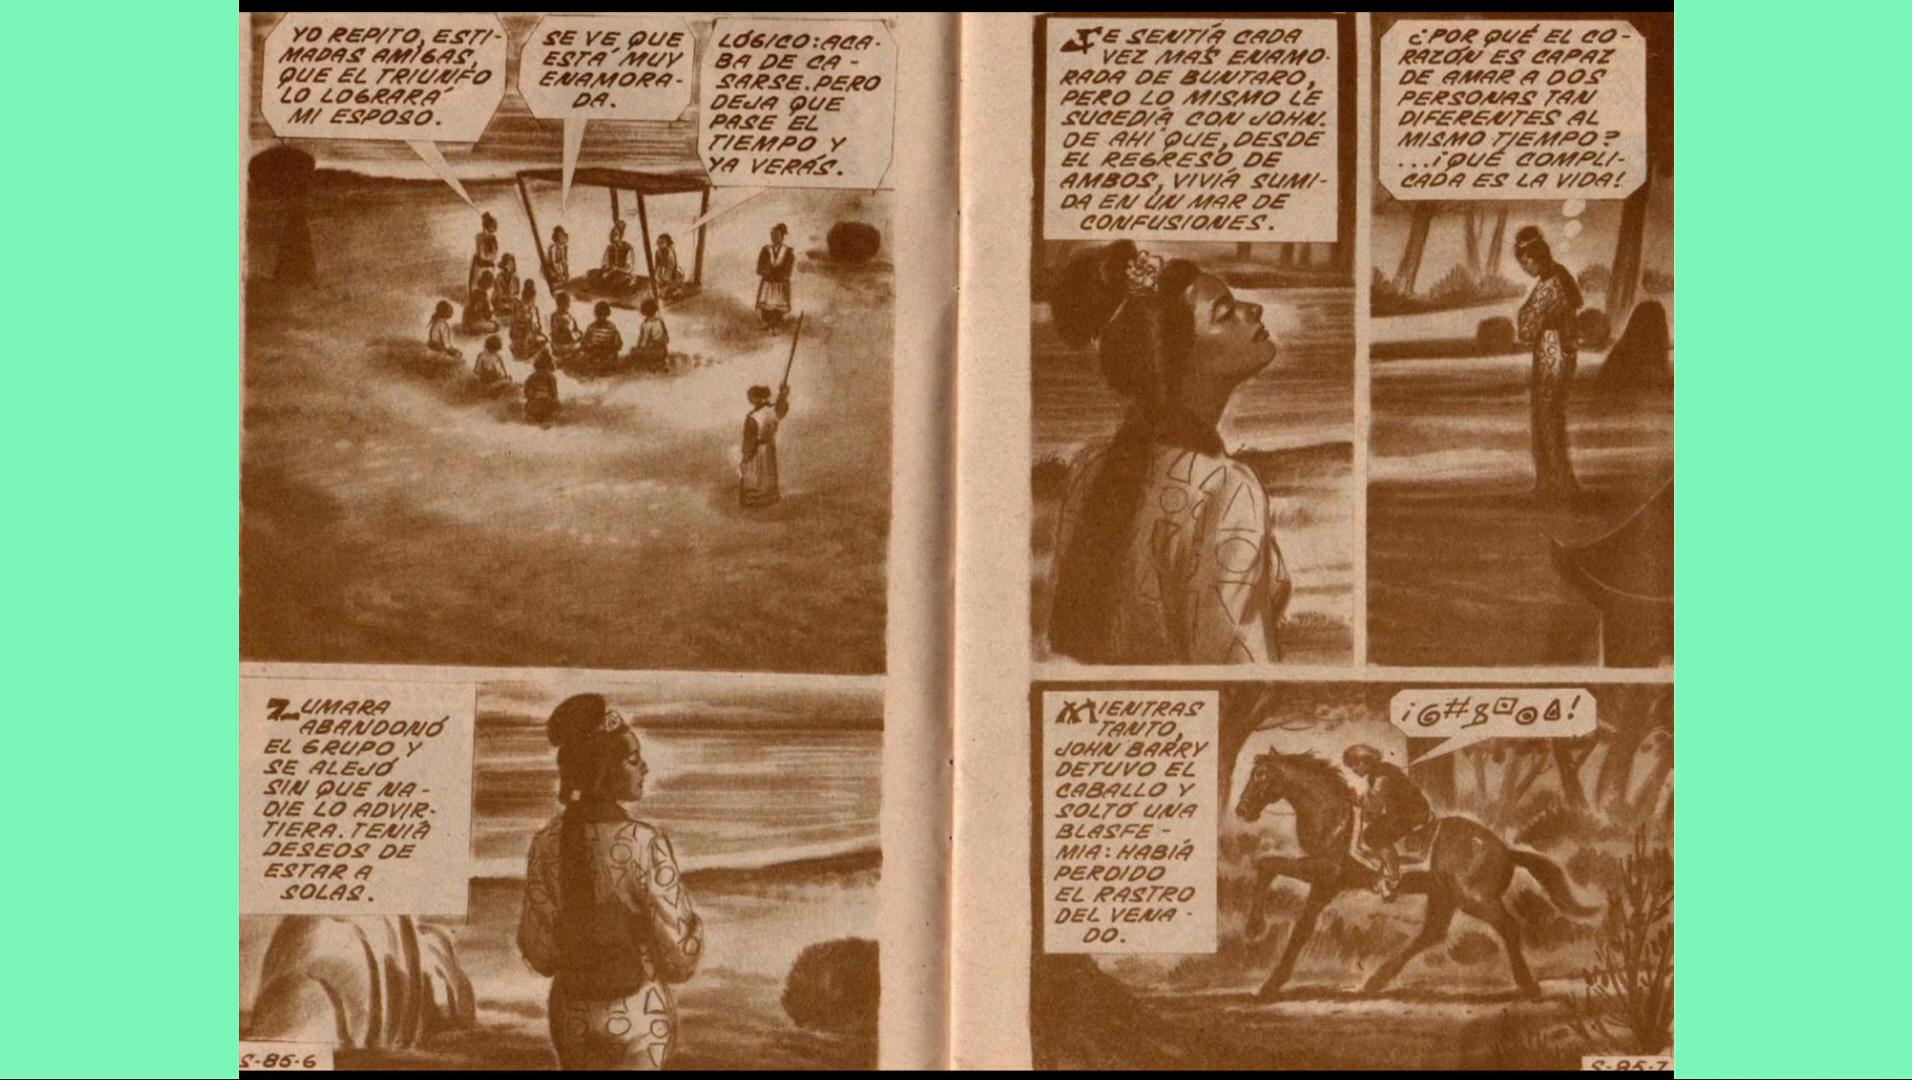 YO REPITO, ESTI-
MADAS AMIGAS,
QUE EL TRIUNFO
LO LOGRARÁ
MI ESPOSO.
SE VE QUE
ESTÁ MUY
ENAMORA-
DA.
LÓGICO: ACA-
BA DE CA-
SARSE. PERO
DEJA QUE
PASE EL
TIEMPO Y
YA VERÁS.
ZUMARA
ABANDONÓ
EL GRUPO Y
SE ALEJÓ
SIN QUE NA-
DIE LO ADVIR-
TIERA. TENÍA
DESEOS DE
ESTAR A
SOLAS.
S-85-6
SE SENTÍA CADA
VEZ MÁS ENAMO-
RADA DE BUNTARO,
PERO LO MISMO LE
SUCEDÍA CON JOHN.
DE AHÍ QUE, DESDE
EL REGRESO DE
AMBOS, VIVÍA SUMI-
DA EN UN MAR DE
CONFUSIONES.
¿POR QUÉ EL CO-
RAZÓN ES CAPAZ
DE AMAR A DOS
PERSONAS TAN
DIFERENTES AL
MISMO TIEMPO?
...¡QUÉ COMPLI-
CADA ES LA VIDA!
MIENTRAS
TANTO,
JOHN BARRY
DETUVO EL
CABALLO Y
SOLTÓ UNA
BLASFE-
MIA: HABÍA
PERDIDO
EL RASTRO
DEL VENA-
DO.
S-85-7